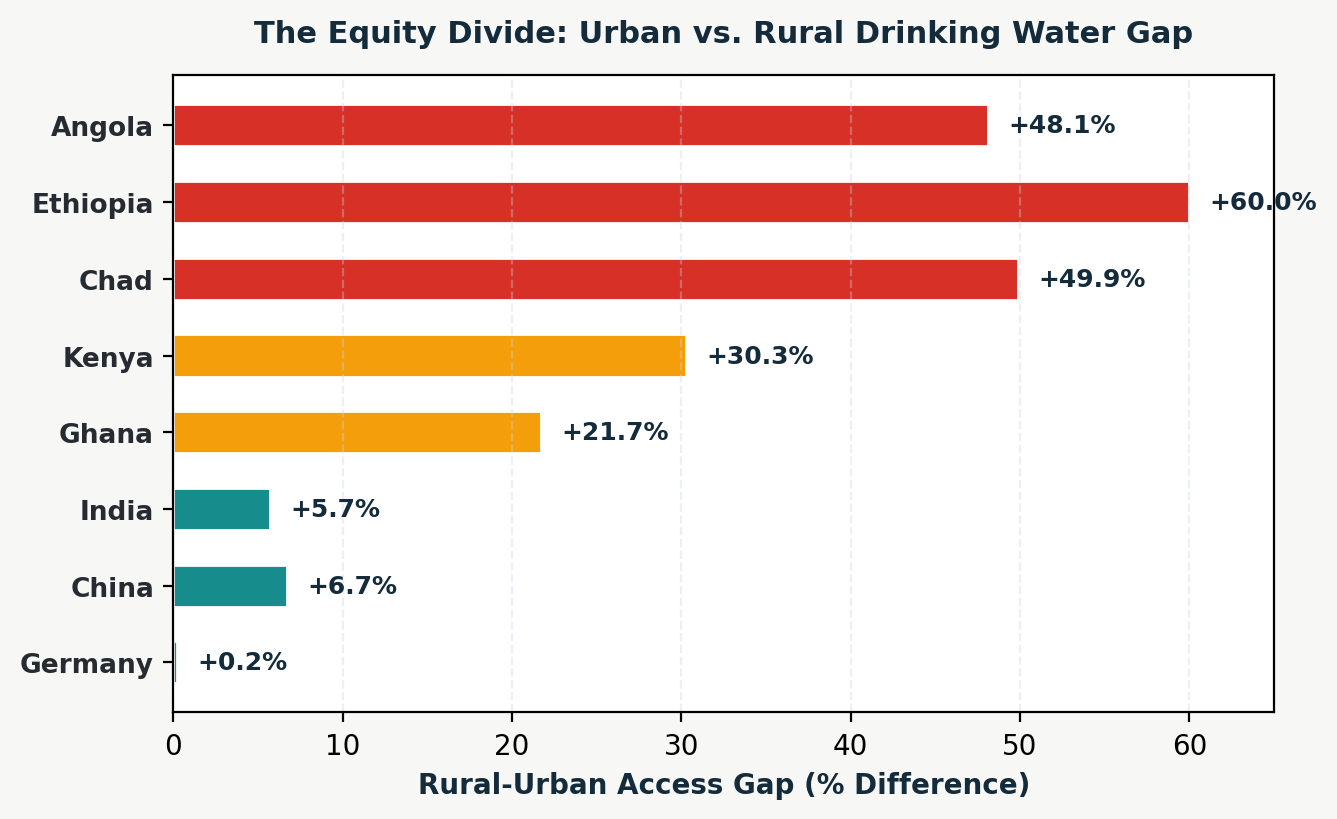 The Equity Divide: Urban vs. Rural Drinking Water Gap
Angola +48.1%
Ethiopia +60.0%
Chad +49.9%
Kenya +30.3%
Ghana +21.7%
India +5.7%
China +6.7%
Germany +0.2%
0 10 20 30 40 50 60
Rural-Urban Access Gap (% Difference)